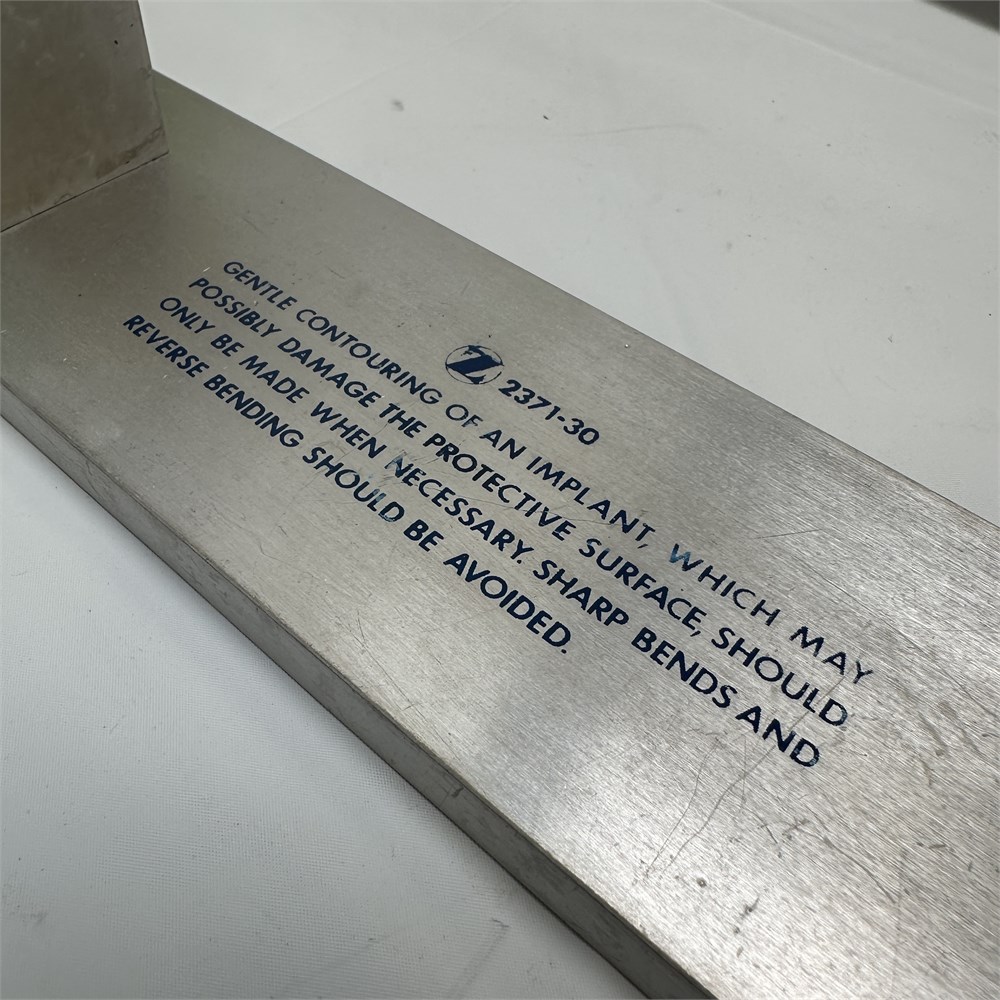 Z 2371-30
GENTLE CONTOURING OF AN IMPLANT, WHICH MAY
POSSIBLY DAMAGE THE PROTECTIVE SURFACE, SHOULD
ONLY BE MADE WHEN NECESSARY. SHARP BENDS AND
REVERSE BENDING SHOULD BE AVOIDED.